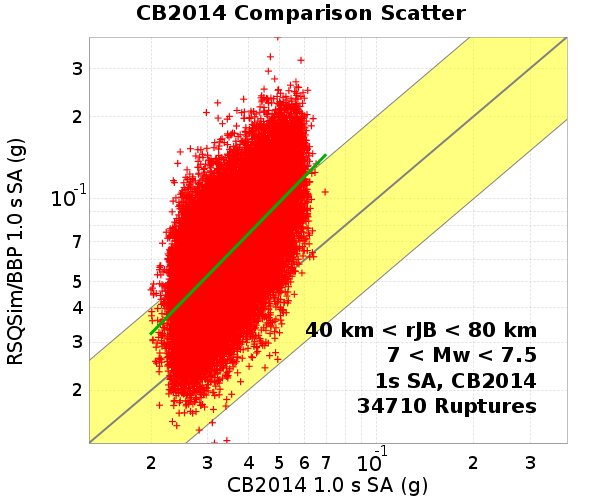 CB2014 Comparison Scatter
RSQSim/BBP 1.0 s SA (g)
3
2
10-1
7
5
4
3
2
40 km < rJB < 80 km
7 < Mw < 7.5
1s SA, CB2014
34710 Ruptures
2 3 4 5 6 7 10-1 2 3
CB2014 1.0 s SA (g)